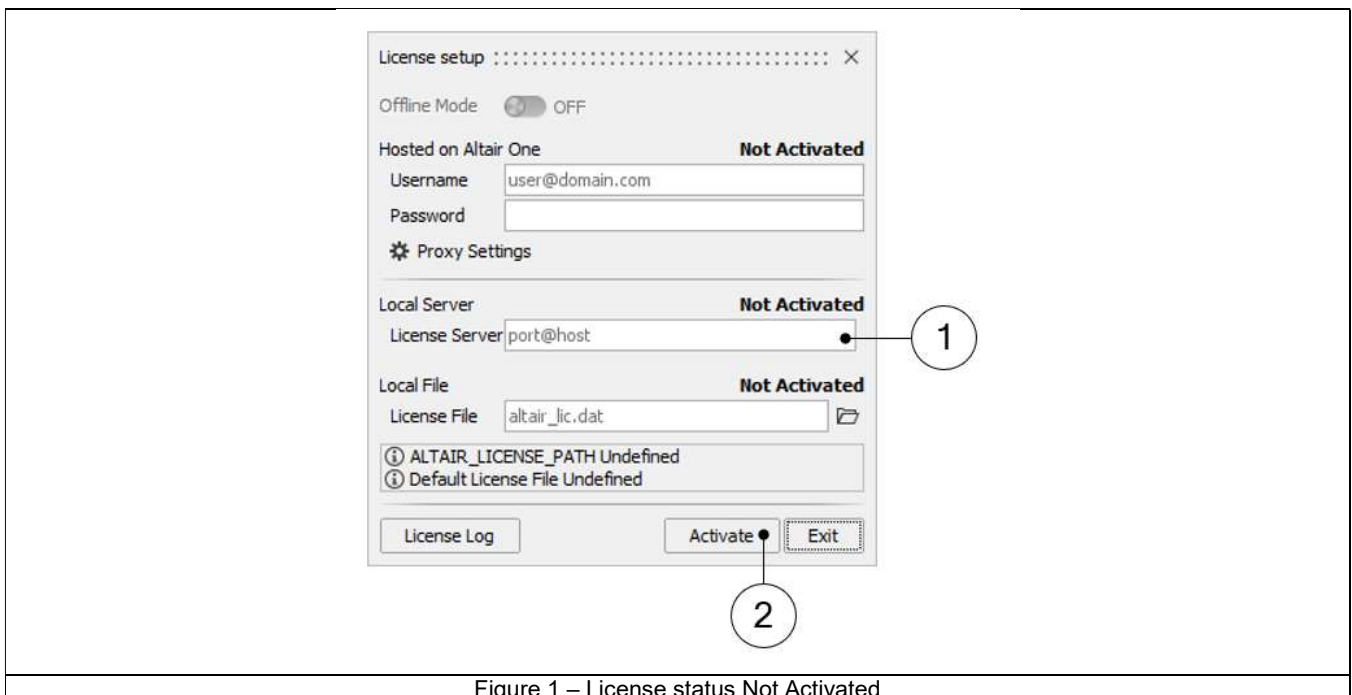 License setup
Offline Mode OFF
Hosted on Altair One Not Activated
Username user@domain.com
Password
Proxy Settings
Local Server Not Activated
License Server port@host
1
Local File Not Activated
License File altair_lic.dat
ALTAIR_LICENSE_PATH Undefined
Default License File Undefined
License Log Activate Exit
2
Figure 1 – License status Not Activated